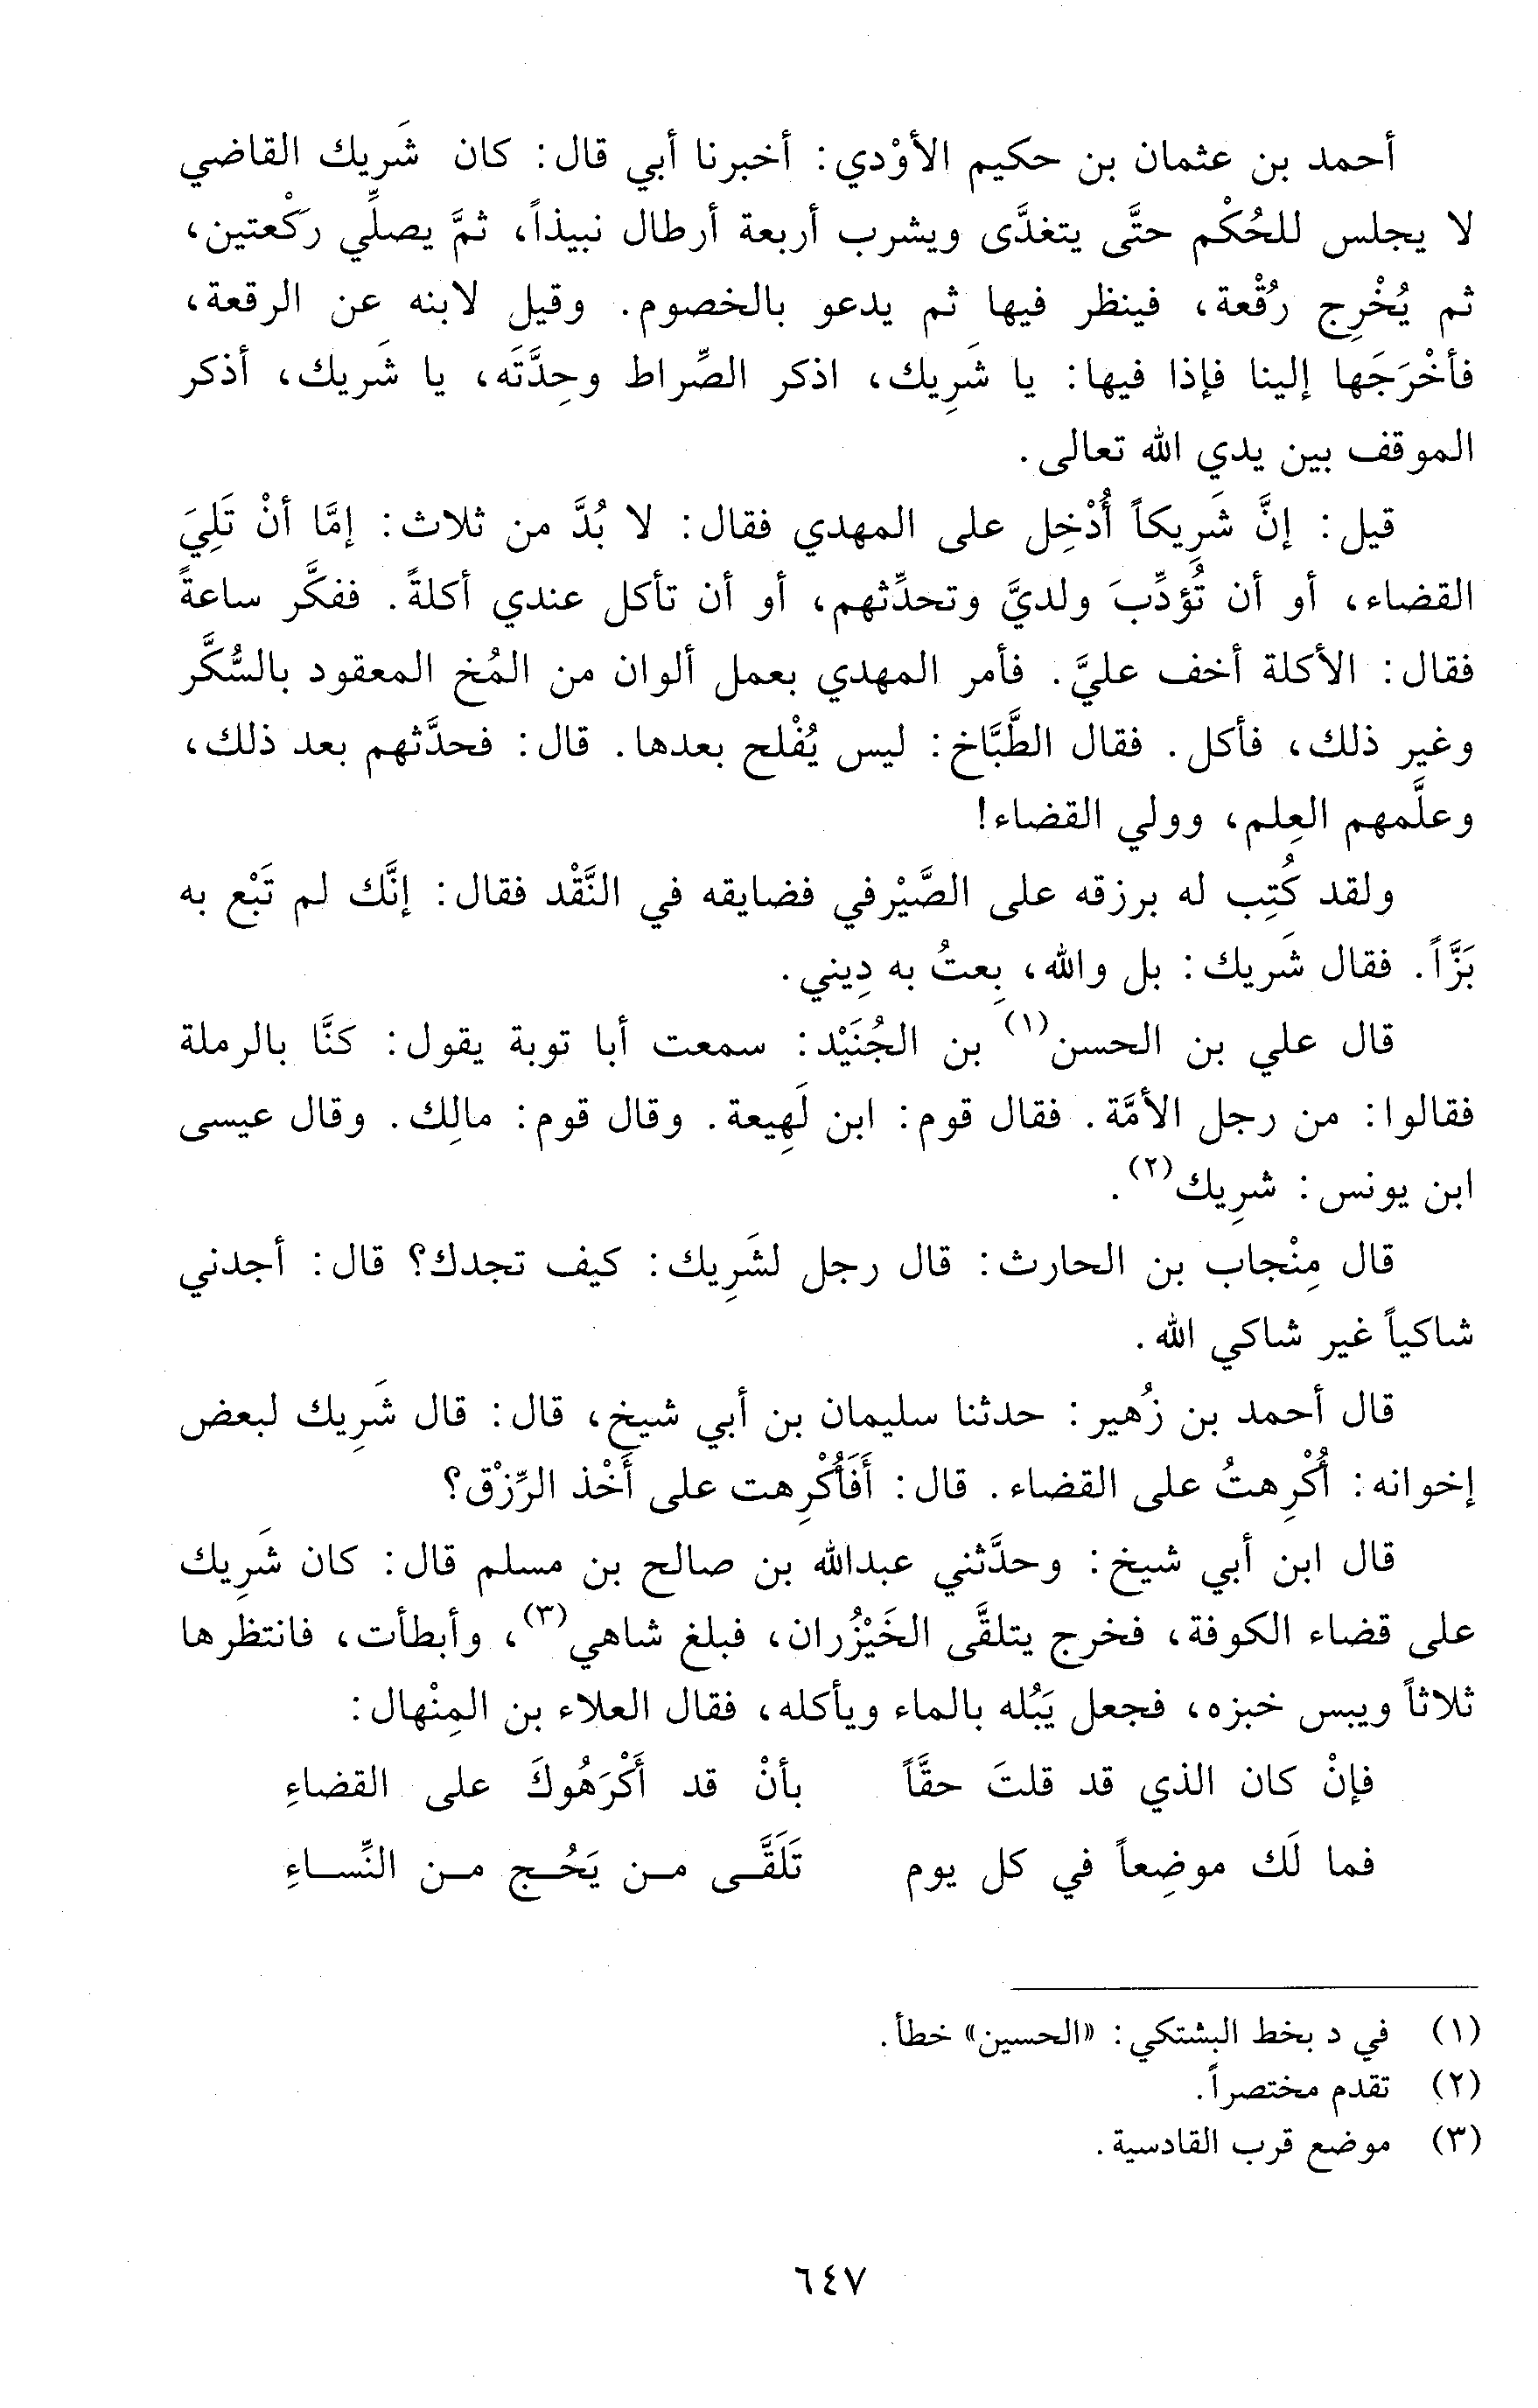 أحمد بن عثمان بن حكيم الأوْدي: أخبرنا أبي قال: كان شَريك القاضي
لا يجلس للحُكْم حتَّى يتغدَّى ويشرب أربعة أرطال نبيذاً، ثمَّ يصلِّي ركْعتين،
ثم يُخْرِج رُقْعة، فينظر فيها ثم يدعو بالخصوم. وقيل لابنه عن الرقعة،
فأخْرَجَها إلينا فإذا فيها: يا شَرِيك، اذكر الصِّراط وحِدَّتَه، يا شَريك، أذكر
الموقف بين يدي الله تعالى.
قيل: إنَّ شَرِيكاً أُدْخِل على المهدي فقال: لا بُدَّ من ثلاث: إمَّا أنْ تَلِيَ
القضاء، أو أن تُؤدِّبَ ولديَّ وتحدِّثهم، أو أن تأكل عندي أكلةً. ففكَّر ساعةً
فقال: الأكلة أخف عليَّ. فأمر المهدي بعمل ألوان من المُخ المعقود بالسُّكَّر
وغير ذلك، فأكل. فقال الطَّبَّاخ: ليس يُفْلح بعدها. قال: فحدَّثهم بعد ذلك،
وعلَّمهم العِلم، وولي القضاء!
ولقد كُتِب له برزقه على الصَّيْرفي فضايقه في النَّقْد فقال: إنَّك لم تَبْع به
بَزَّاً. فقال شَريك: بل والله، بِعتُ به دِيني.
قال علي بن الحسن(١) بن الجُنَيْد: سمعت أبا توبة يقول: كنَّا بالرملة
فقالوا: من رجل الأمَّة. فقال قوم: ابن لَهِيعة. وقال قوم: مالِك. وقال عيسى
ابن يونس: شرِيك(٢).
قال مِنْجاب بن الحارث: قال رجل لشَرِيك: كيف تجدك؟ قال: أجدني
شاكياً غير شاكي الله.
قال أحمد بن زُهير: حدثنا سليمان بن أبي شيخ، قال: قال شَرِيك لبعض
إخوانه: أُكْرِهتُ على القضاء. قال: أَفَأُكْرِهت على أَخْذ الرِّزْق؟
قال ابن أبي شيخ: وحدَّثني عبدالله بن صالح بن مسلم قال: كان شَرِيك
على قضاء الكوفة، فخرج يتلقَّى الخَيْزُران، فبلغ شاهي(٣)، وأبطأت، فانتظرها
ثلاثاً ويبس خبزه، فجعل يَبُله بالماء ويأكله، فقال العلاء بن المِنْهال:
فإنْ كان الذي قد قلتَ حقَّاً بأنْ قد أَكْرَهُوكَ على القضاءِ
فما لَك موضِعاً في كل يوم تَلَقَّى من يَحُج من النِّساءِ
(١) في د بخط البشتكي: «الحسين» خطأ.
(٢) تقدم مختصراً.
(٣) موضع قرب القادسية.
٦٤٧